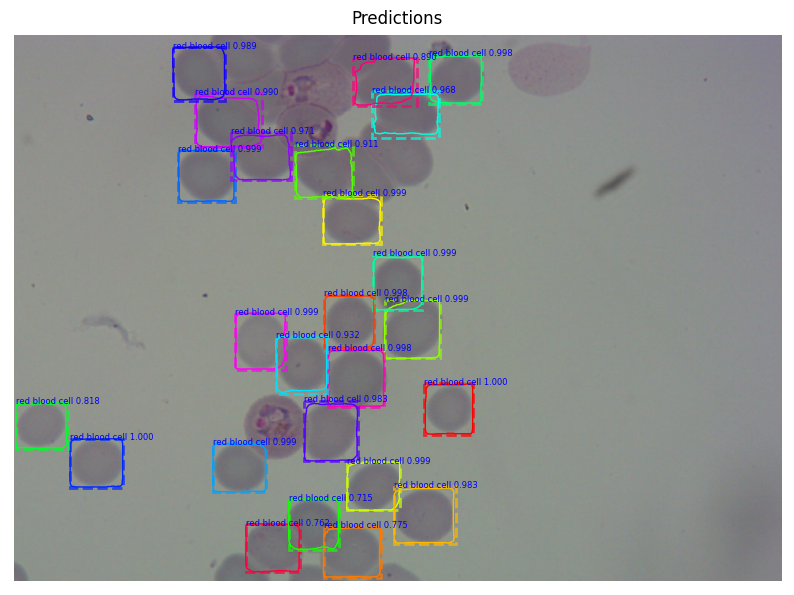 Predictions
red blood cell 0.989
red blood cell 0.998
red blood cell 0.890
red blood cell 0.990
red blood cell 0.968
red blood cell 0.971
red blood cell 0.911
red blood cell 0.999
red blood cell 0.999
red blood cell 0.999
red blood cell 0.998
red blood cell 0.999
red blood cell 0.999
red blood cell 0.932
red blood cell 0.998
red blood cell 1.000
red blood cell 0.983
red blood cell 0.818
red blood cell 1.000
red blood cell 0.999
red blood cell 0.999
red blood cell 0.983
red blood cell 0.715
red blood cell 0.762
red blood cell 0.775